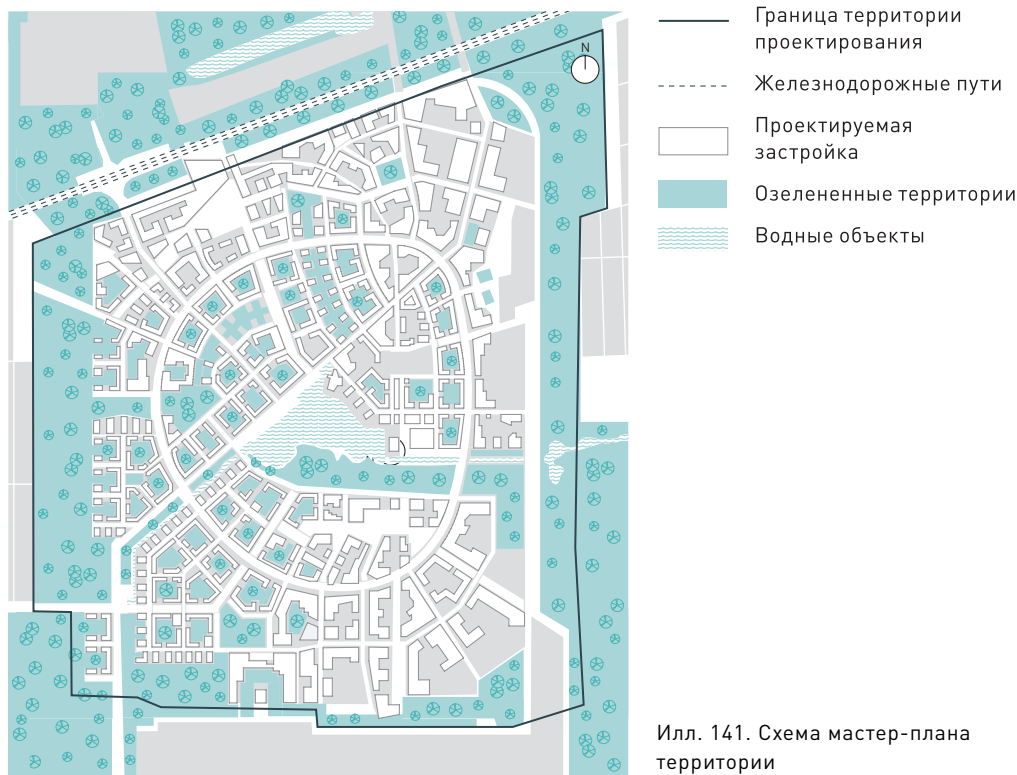 N
Граница территории
проектирования
Железнодорожные пути
Проектируемая
застройка
Озелененные территории
Водные объекты
Илл. 141. Схема мастер-плана
территории